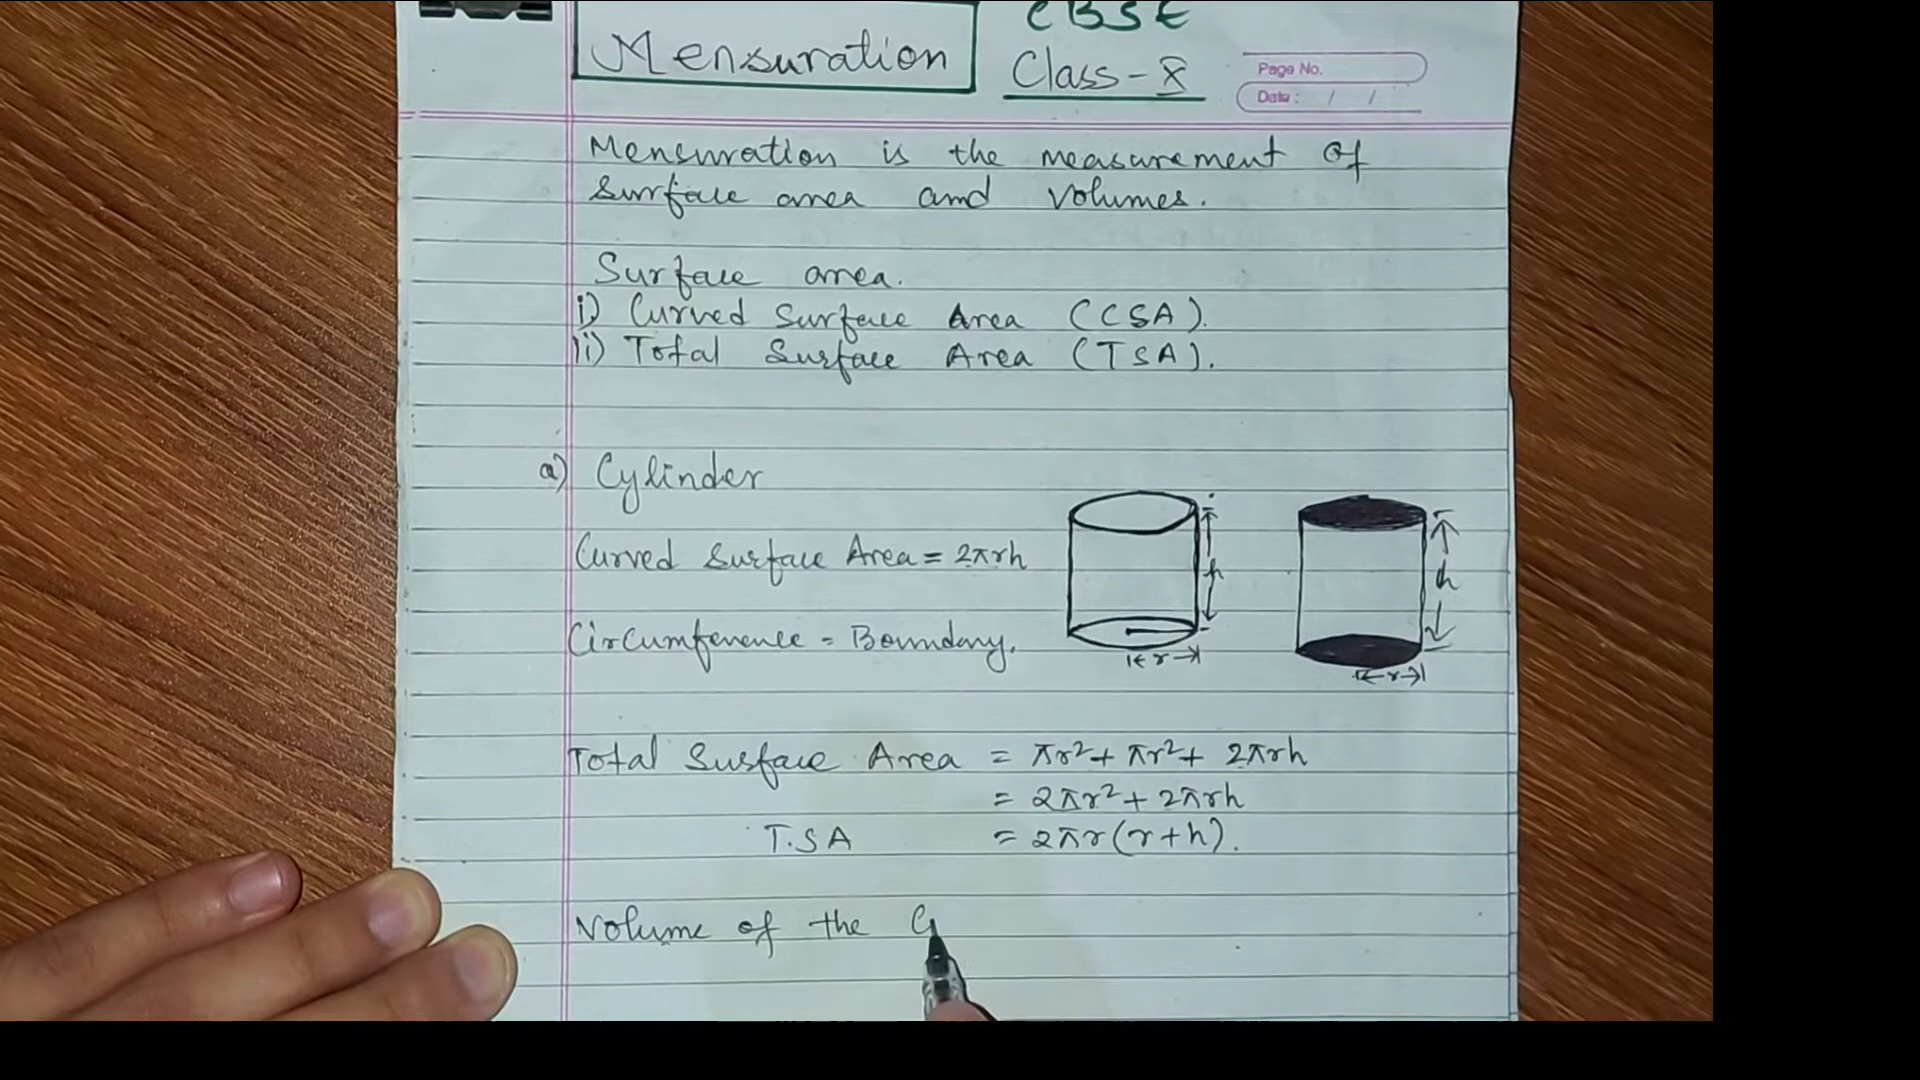 CBSE
Mensuration
Class-X
Page No.
Date : / /
Mensuration is the measurement of
surface area and volumes.
Surface area.
i) Curved Surface Area (CSA).
ii) Total Surface Area (TSA).
a) Cylinder
Curved Surface Area = 2πrh
h
h
Circumference = Boundary.
r
r
Total Surface Area = πr²+ πr²+ 2πrh
= 2πr²+ 2πrh
T.S.A = 2πr(r+h).
Volume of the